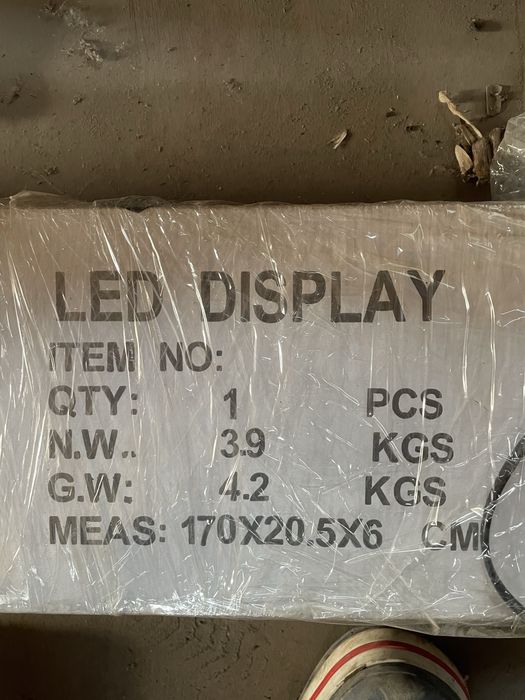 LED DISPLAY
ITEM NO:
QTY: 1 PCS
N.W.. 3.9 KGS
G.W: 4.2 KGS
MEAS: 170X20.5X6 CM